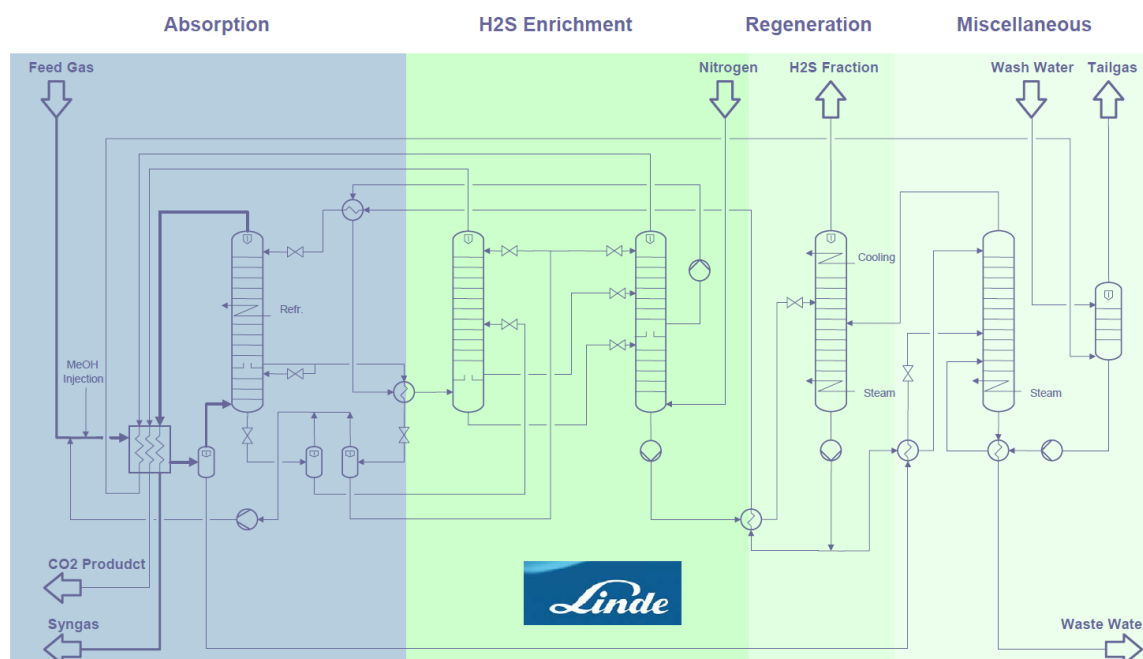 Absorption
H2S Enrichment
Regeneration
Miscellaneous
Feed Gas
Nitrogen
H2S Fraction
Wash Water
Tailgas
Cooling
Refr.
MeOH
Injection
Steam
Steam
CO2 Produdct
Linde
Syngas
Waste Wate